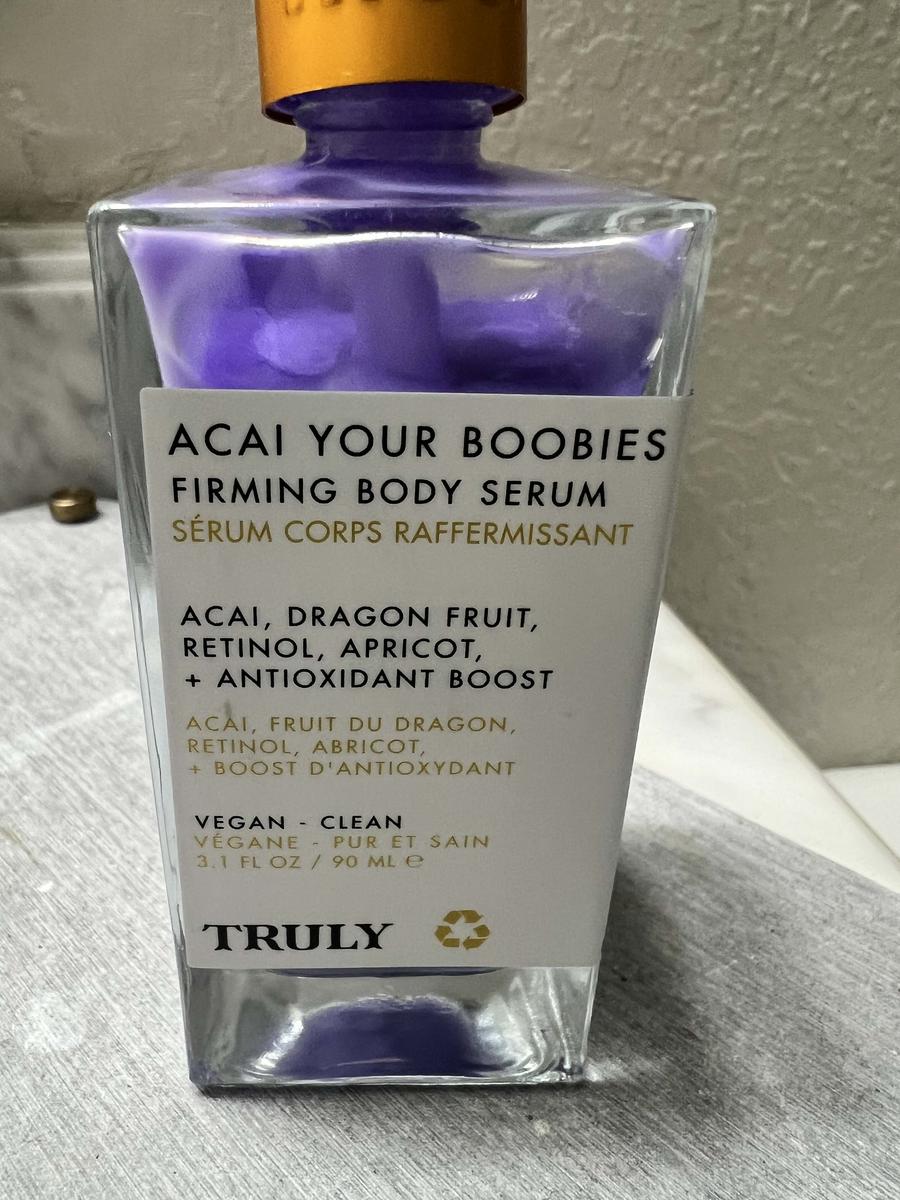 ACAI YOUR BOOBIES
FIRMING BODY SERUM
SÉRUM CORPS RAFFERMISSANT
ACAI, DRAGON FRUIT,
RETINOL, APRICOT,
+ ANTIOXIDANT BOOST
ACAI, FRUIT DU DRAGON,
RETINOL, ABRICOT,
+ BOOST D'ANTIOXYDANT
VEGAN - CLEAN
VÉGANE - PUR ET SAIN
3.1 FL OZ / 90 ML ℮
TRULY